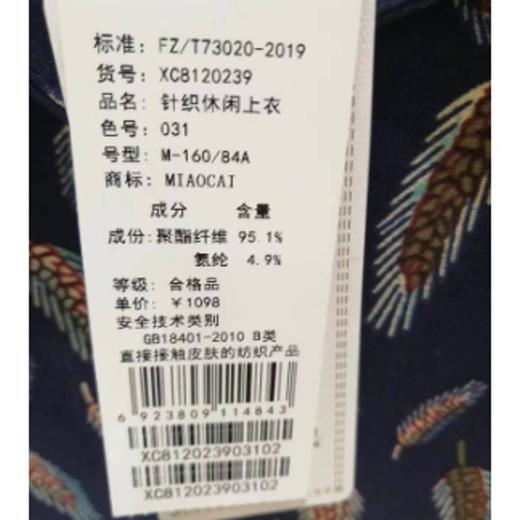 标准: FZ/T73020-2019
货号: XC8120239
品名: 针织休闲上衣
色号: 031
号型: M-160/84A
商标: MIAOCAI
成分 含量
成份: 聚酯纤维 95.1%
氨纶 4.9%
等级: 合格品
单价: ￥1098
安全技术类别
GB18401-2010 B类
直接接触皮肤的纺织产品
6 923809 114843
XC812023903102
XC812023903102